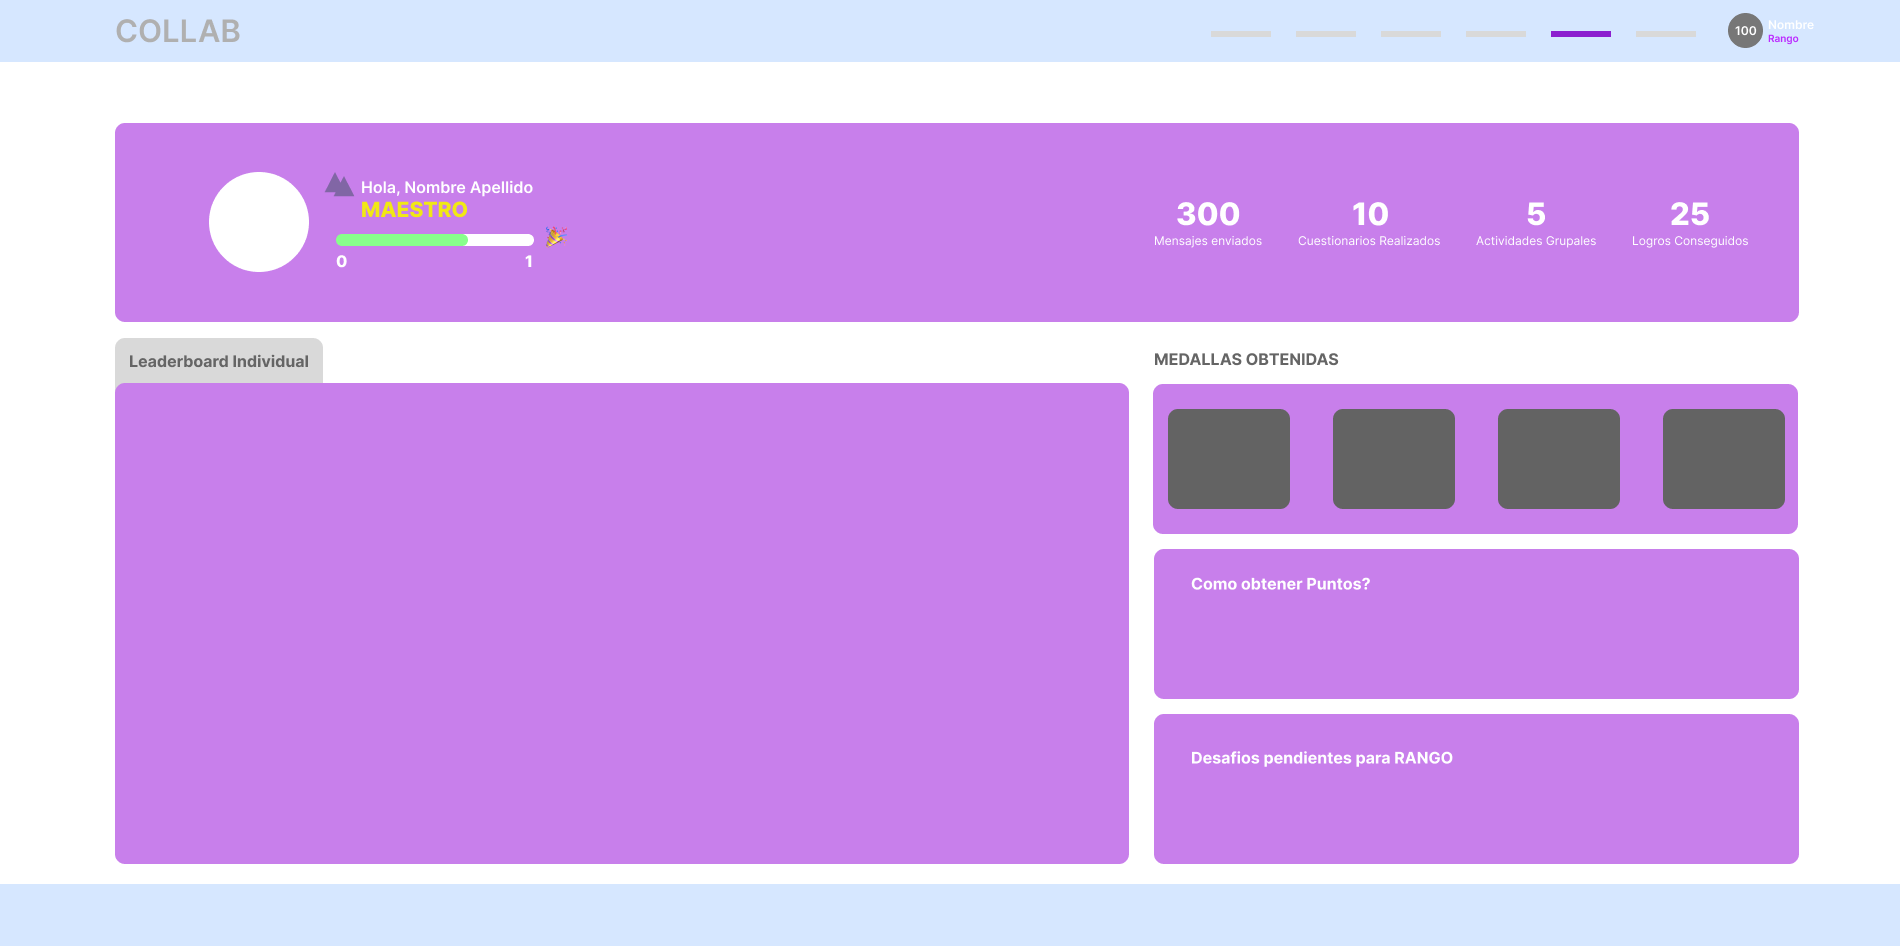 COLLAB
100
Nombre
Rango
Hola, Nombre Apellido
MAESTRO
0 1
300
Mensajes enviados
10
Cuestionarios Realizados
5
Actividades Grupales
25
Logros Conseguidos
Leaderboard Individual
MEDALLAS OBTENIDAS
Como obtener Puntos?
Desafios pendientes para RANGO